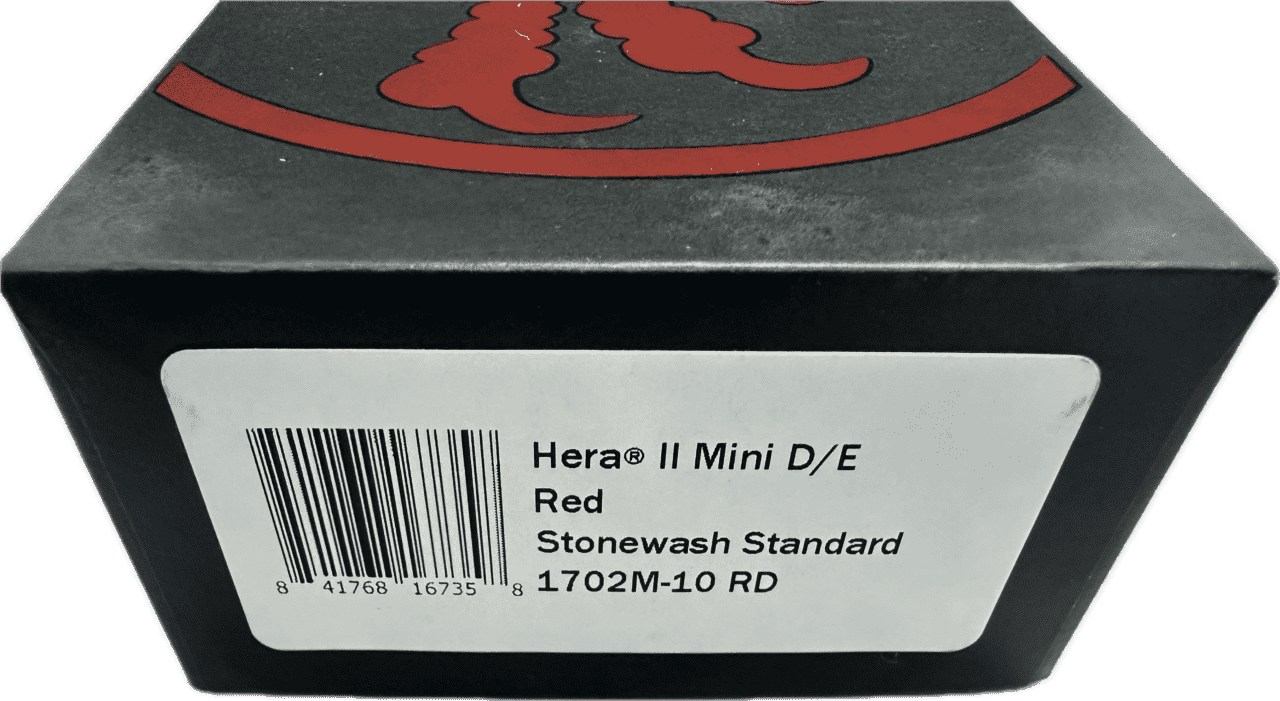 Hera® II Mini D/E
Red
Stonewash Standard
1702M-10 RD
8 41768 16735 8